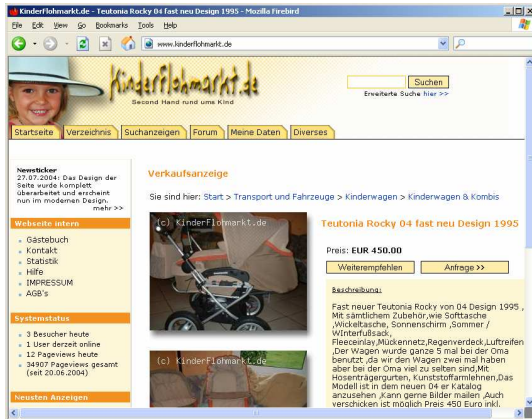 KinderFlohmarkt.de - Teutonia Rocky 04 fast neu Design 1995 - Mozilla Firebird
File Edit View Go Bookmarks Tools Help
www.kinderflohmarkt.de
Kinderflohmarkt.de
Second Hand rund ums Kind
Suchen
Erweiterte Suche hier >>
Startseite Verzeichnis Suchanzeigen Forum Meine Daten Diverses
Newsticker
27.07.2004: Das Design der
Seite wurde komplett
überarbeitet und erscheint
nun im modernen Design.
mehr >>
Webseite intern
Gästebuch
Kontakt
Statistik
Hilfe
IMPRESSUM
AGB's
Systemstatus
3 Besucher heute
1 User derzeit online
12 Pageviews heute
34907 Pageviews gesamt
(seit 20.06.2004)
Neusten Anzeigen
Verkaufsanzeige
Sie sind hier: Start > Transport und Fahrzeuge > Kinderwagen > Kinderwagen & Kombis
(c) KinderFlohmarkt.de
(c) KinderFlohmarkt.de
Teutonia Rocky 04 fast neu Design 1995
Preis: EUR 450.00
Weiterempfehlen Anfrage >>
Beschreibung:
Fast neuer Teutonia Rocky von 04 Design 1995 ,
Mit sämtlichem Zubehör,wie Softtasche
,Wickeltasche, Sonnenschirm ,Sommer /
Winterfußsack,
Fleeceinlay,Mückennetz,Regenverdeck,Luftreifen
,Der Wagen wurde ganze 5 mal bei der Oma
benutzt ,da wir den Wagen zwei mal haben
aber bei der Oma viel zu selten sind,Mit
Hosenträgergurten, Kunststoffarmlehnen,Das
Modell ist in dem neuen 04 er Katalog
anzusehen ,Kann gerne Bilder mailen ,Auch
verschicken ist möglich Preis 450 Euro inkl.